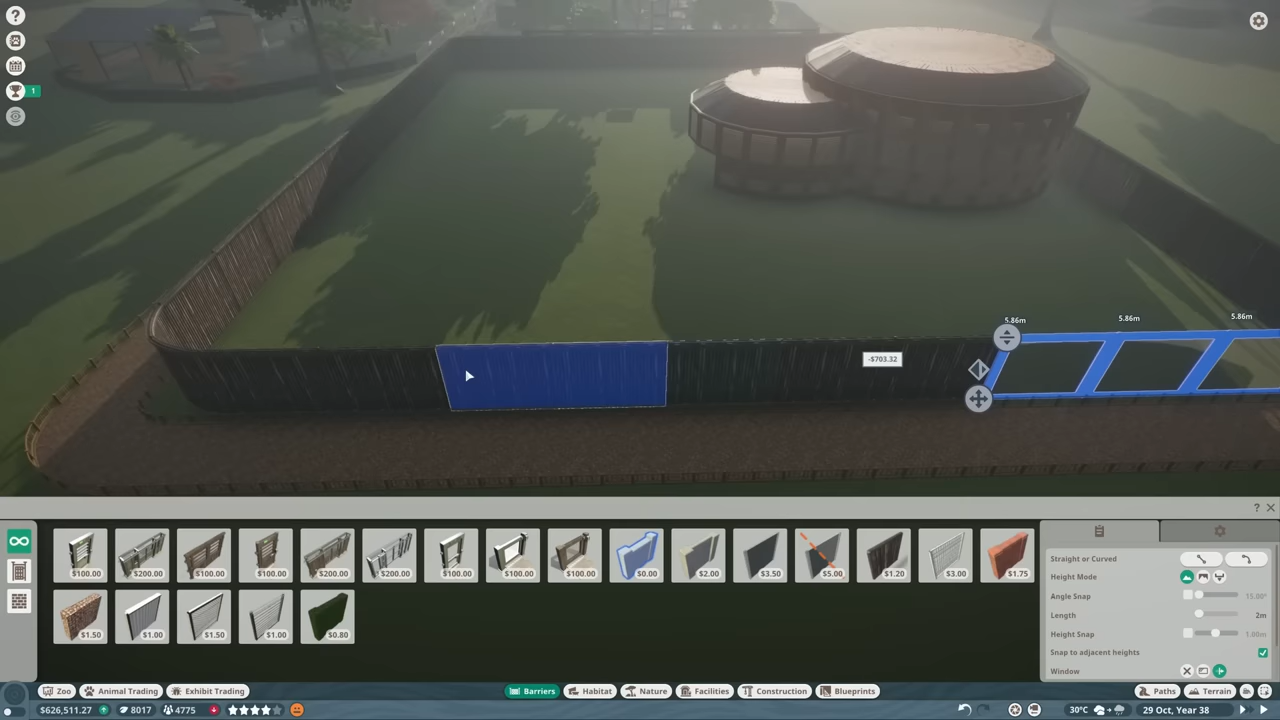 ?
1
5.86m
5.86m
5.86m
-$703.32
?
$100.00
$200.00
$100.00
$100.00
$200.00
$200.00
$100.00
$100.00
$100.00
$0.00
$2.00
$3.50
$5.00
$1.20
$3.00
$1.75
$1.50
$1.00
$1.50
$1.00
$0.80
Straight or Curved
Height Mode
Angle Snap 15.00°
Length 2m
Height Snap 1.00m
Snap to adjacent heights
Window
Zoo
Animal Trading
Exhibit Trading
Barriers
Habitat
Nature
Facilities
Construction
Blueprints
Paths
Terrain
$626,511.27
8017
4775
30°C
29 Oct, Year 38